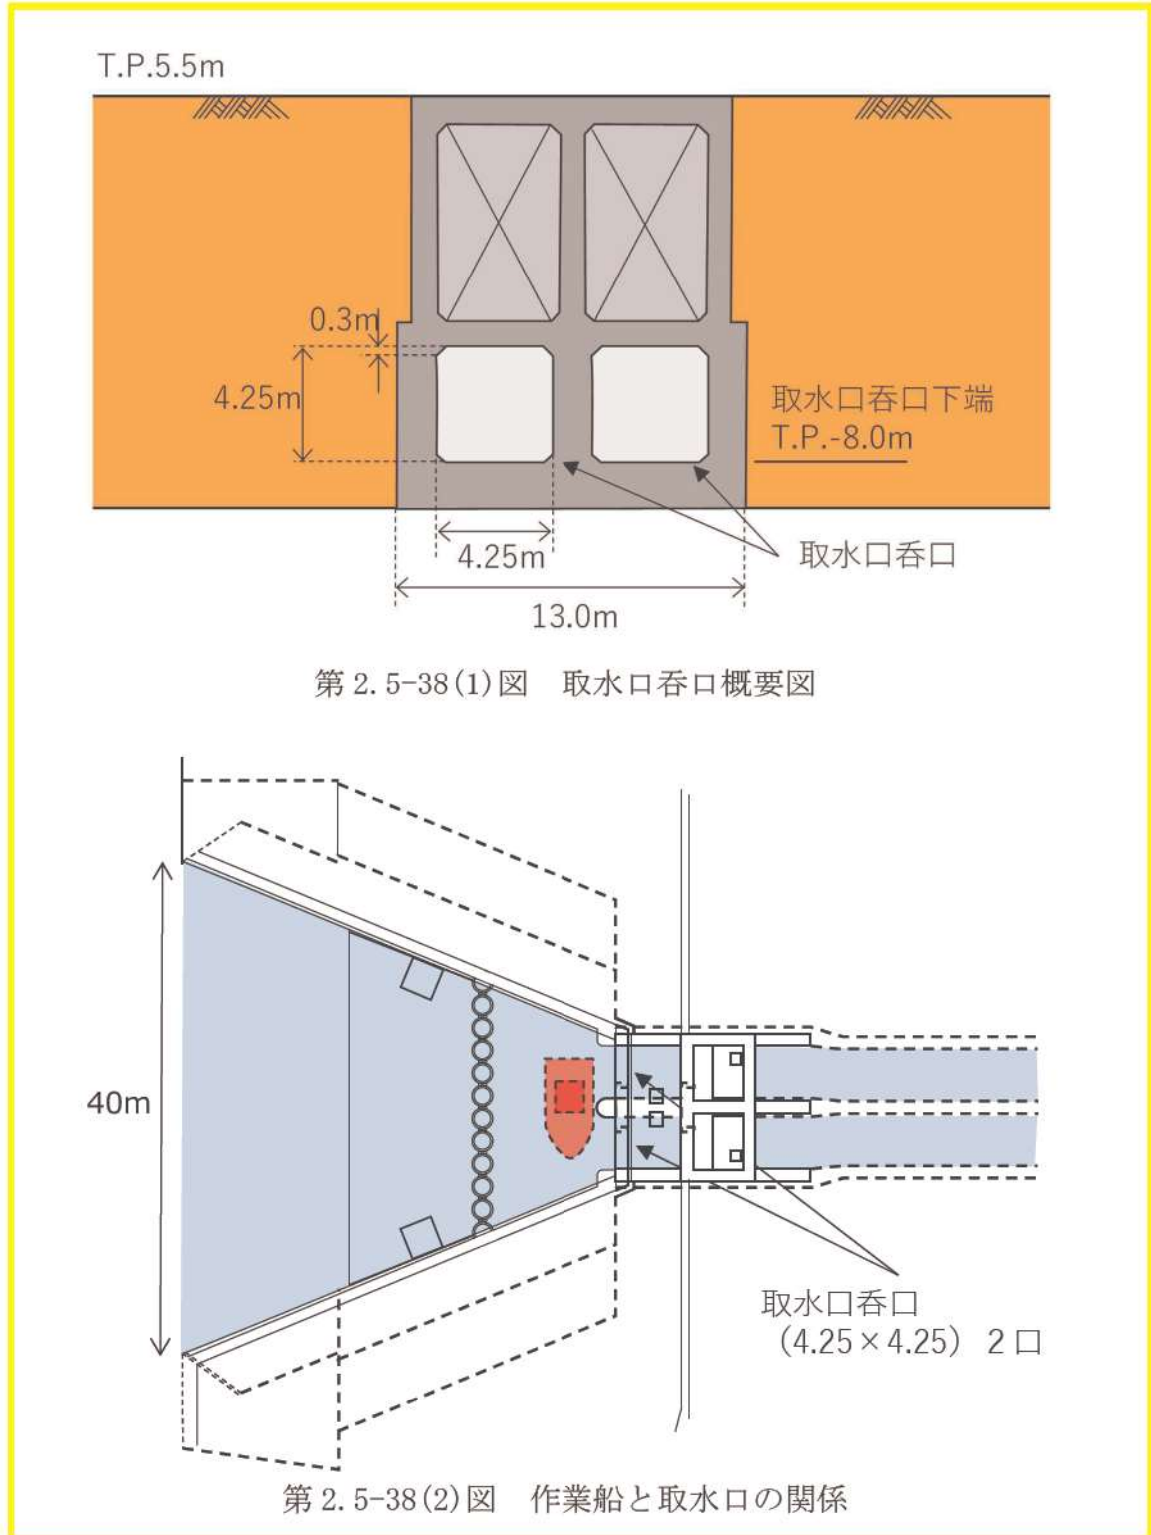 T.P.5.5m
0.3m
4.25m
取水口呑口下端
T.P.-8.0m
4.25m
取水口呑口
13.0m
第2.5-38(1)図　取水口呑口概要図
40m
取水口呑口
(4.25×4.25)　2口
第2.5-38(2)図　作業船と取水口の関係